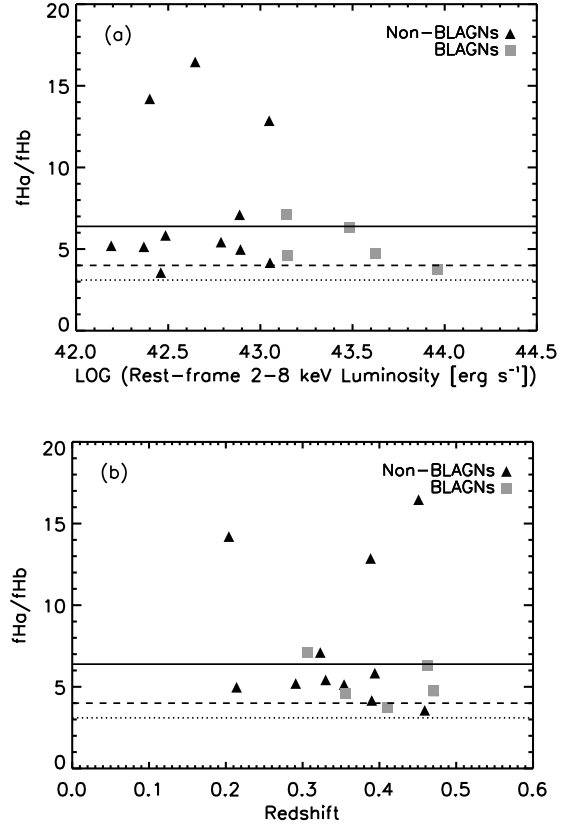 20
(a)
Non-BLAGNs
BLAGNs
15
fHa/fHb
10
5
0
42.0 42.5 43.0 43.5 44.0 44.5
LOG (Rest-frame 2-8 keV Luminosity [erg s⁻¹])
20
(b)
Non-BLAGNs
BLAGNs
15
fHa/fHb
10
5
0
0.0 0.1 0.2 0.3 0.4 0.5 0.6
Redshift